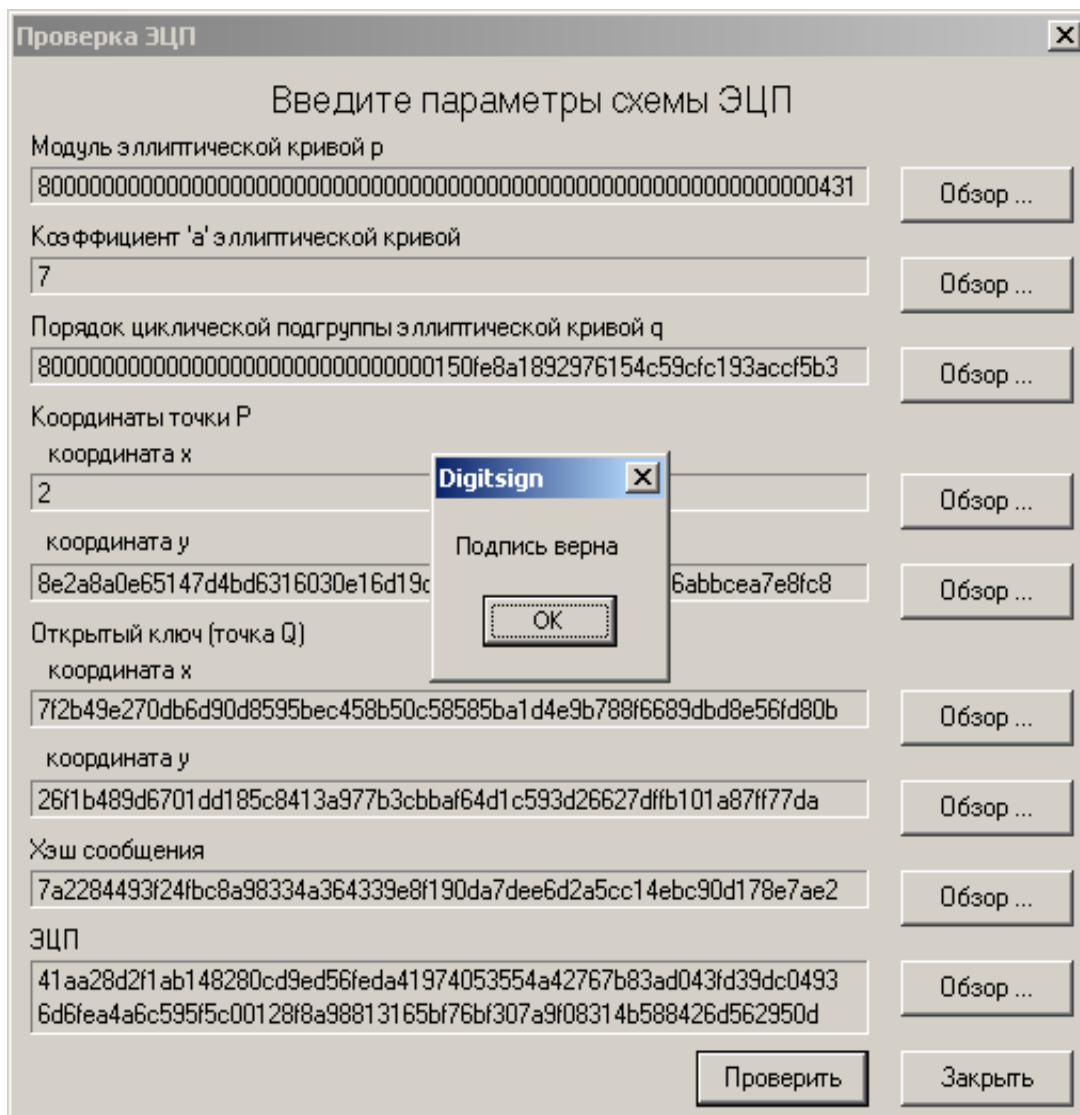 Проверка ЭЦП
Введите параметры схемы ЭЦП
Модуль эллиптической кривой p
8000000000000000000000000000000000000000000000000000000000000431
Обзор ...
Коэффициент 'a' эллиптической кривой
7
Обзор ...
Порядок циклической подгруппы эллиптической кривой q
8000000000000000000000000000000150fe8a1892976154c59cfc193accf5b3
Обзор ...
Координаты точки P
координата x
2
Обзор ...
Digitsign
Подпись верна
OK
координата y
8e2a8a0e65147d4bd6316030e16d19 6abbcea7e8fc8
Обзор ...
Открытый ключ (точка Q)
координата x
7f2b49e270db6d90d8595bec458b50c58585ba1d4e9b788f6689dbd8e56fd80b
Обзор ...
координата y
26f1b489d6701dd185c8413a977b3cbbaf64d1c593d26627dffb101a87ff77da
Обзор ...
Хэш сообщения
7a2284493f24fbc8a98334a364339e8f190da7dee6d2a5cc14ebc90d178e7ae2
Обзор ...
ЭЦП
41aa28d2f1ab148280cd9ed56feda41974053554a42767b83ad043fd39dc0493
6d6fea4a6c595f5c00128f8a98813165bf76bf307a9f08314b588426d562950d
Обзор ...
Проверить
Закрыть